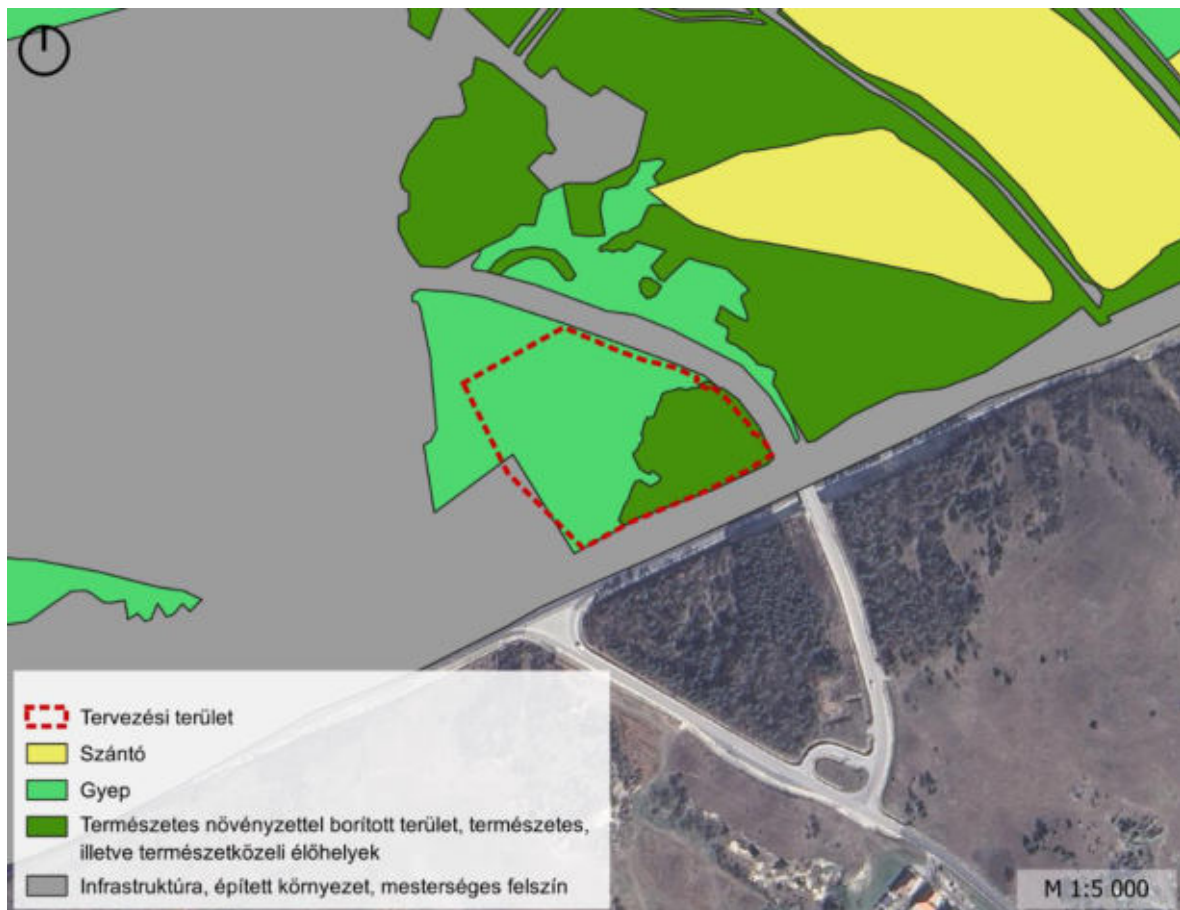 Tervezési terület
Szántó
Gyep
Természetes növényzettel borított terület, természetes,
illetve természetközeli élőhelyek
Infrastruktúra, épített környezet, mesterséges felszín
M 1:5 000